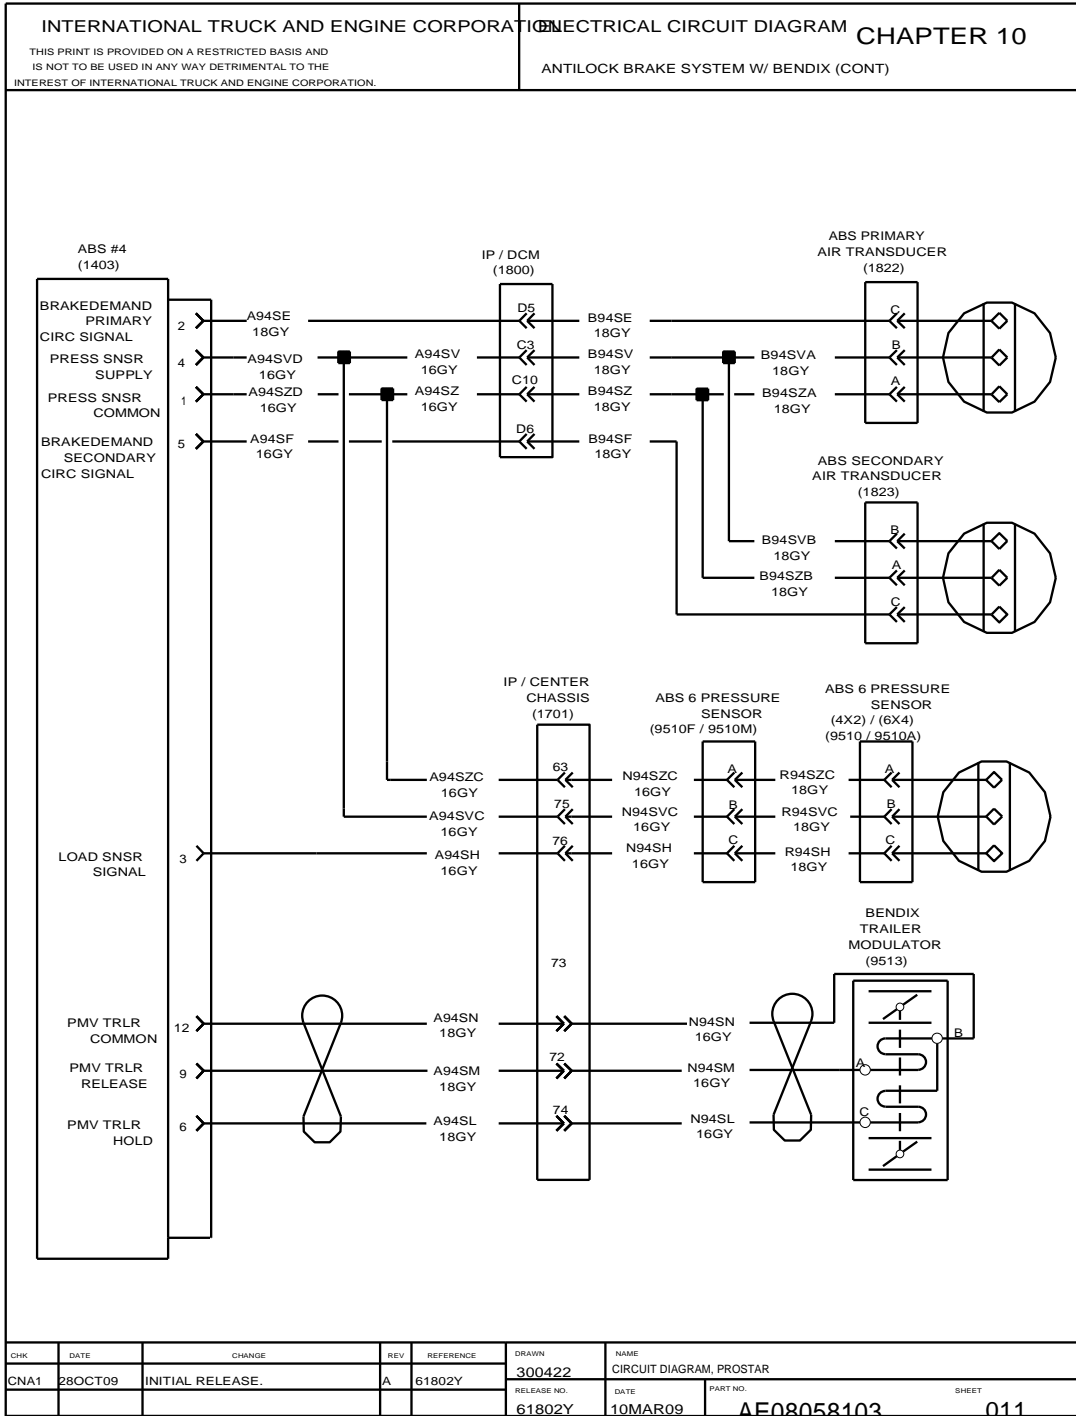 INTERNATIONAL TRUCK AND ENGINE CORPORATION
THIS PRINT IS PROVIDED ON A RESTRICTED BASIS AND
IS NOT TO BE USED IN ANY WAY DETRIMENTAL TO THE
INTEREST OF INTERNATIONAL TRUCK AND ENGINE CORPORATION.
ELECTRICAL CIRCUIT DIAGRAM
CHAPTER 10
ANTILOCK BRAKE SYSTEM W/ BENDIX (CONT)
ABS #4
(1403)
IP / DCM
(1800)
ABS PRIMARY
AIR TRANSDUCER
(1822)
BRAKEDEMAND
PRIMARY
CIRC SIGNAL
2
A94SE
18GY
D5
B94SE
18GY
C
PRESS SNSR
SUPPLY
4
A94SVD
16GY
A94SV
16GY
C3
B94SV
18GY
B94SVA
18GY
B
PRESS SNSR
COMMON
1
A94SZD
16GY
A94SZ
16GY
C10
B94SZ
18GY
B94SZA
18GY
A
BRAKEDEMAND
SECONDARY
CIRC SIGNAL
5
A94SF
16GY
D6
B94SF
18GY
ABS SECONDARY
AIR TRANSDUCER
(1823)
B94SVB
18GY
B
B94SZB
18GY
A
C
IP / CENTER
CHASSIS
(1701)
ABS 6 PRESSURE
SENSOR
(9510F / 9510M)
ABS 6 PRESSURE
SENSOR
(4X2) / (6X4)
(9510 / 9510A)
A94SZC
16GY
63
N94SZC
16GY
A
R94SZC
18GY
A
A94SVC
16GY
75
N94SVC
16GY
B
R94SVC
18GY
B
LOAD SNSR
SIGNAL
3
A94SH
16GY
76
N94SH
16GY
C
R94SH
18GY
C
BENDIX
TRAILER
MODULATOR
(9513)
73
PMV TRLR
COMMON
12
A94SN
18GY
N94SN
16GY
B
PMV TRLR
RELEASE
9
A94SM
18GY
72
N94SM
16GY
A
PMV TRLR
HOLD
6
A94SL
18GY
74
N94SL
16GY
C
CHK DATE CHANGE REV REFERENCE
CNA1 28OCT09 INITIAL RELEASE. A 61802Y
DRAWN
300422
NAME
CIRCUIT DIAGRAM, PROSTAR
RELEASE NO.
61802Y
DATE
10MAR09
PART NO.
AE08058103
SHEET
011